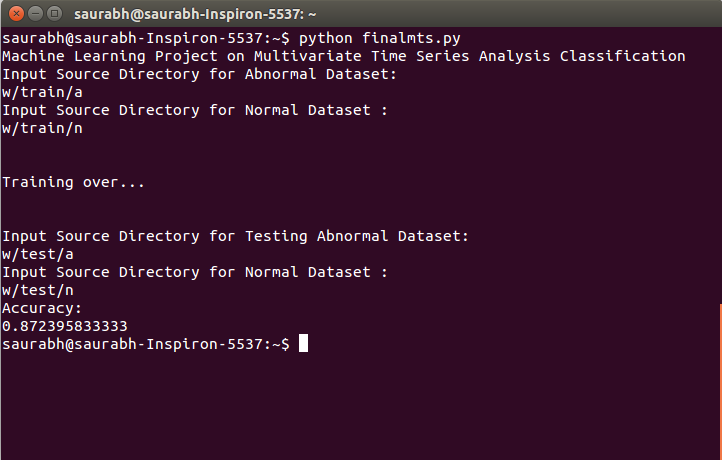 saurabh@saurabh-Inspiron-5537: ~
saurabh@saurabh-Inspiron-5537:~$ python finalmts.py
Machine Learning Project on Multivariate Time Series Analysis Classification
Input Source Directory for Abnormal Dataset:
w/train/a
Input Source Directory for Normal Dataset :
w/train/n
Training over...
Input Source Directory for Testing Abnormal Dataset:
w/test/a
Input Source Directory for Normal Dataset :
w/test/n
Accuracy:
0.872395833333
saurabh@saurabh-Inspiron-5537:~$